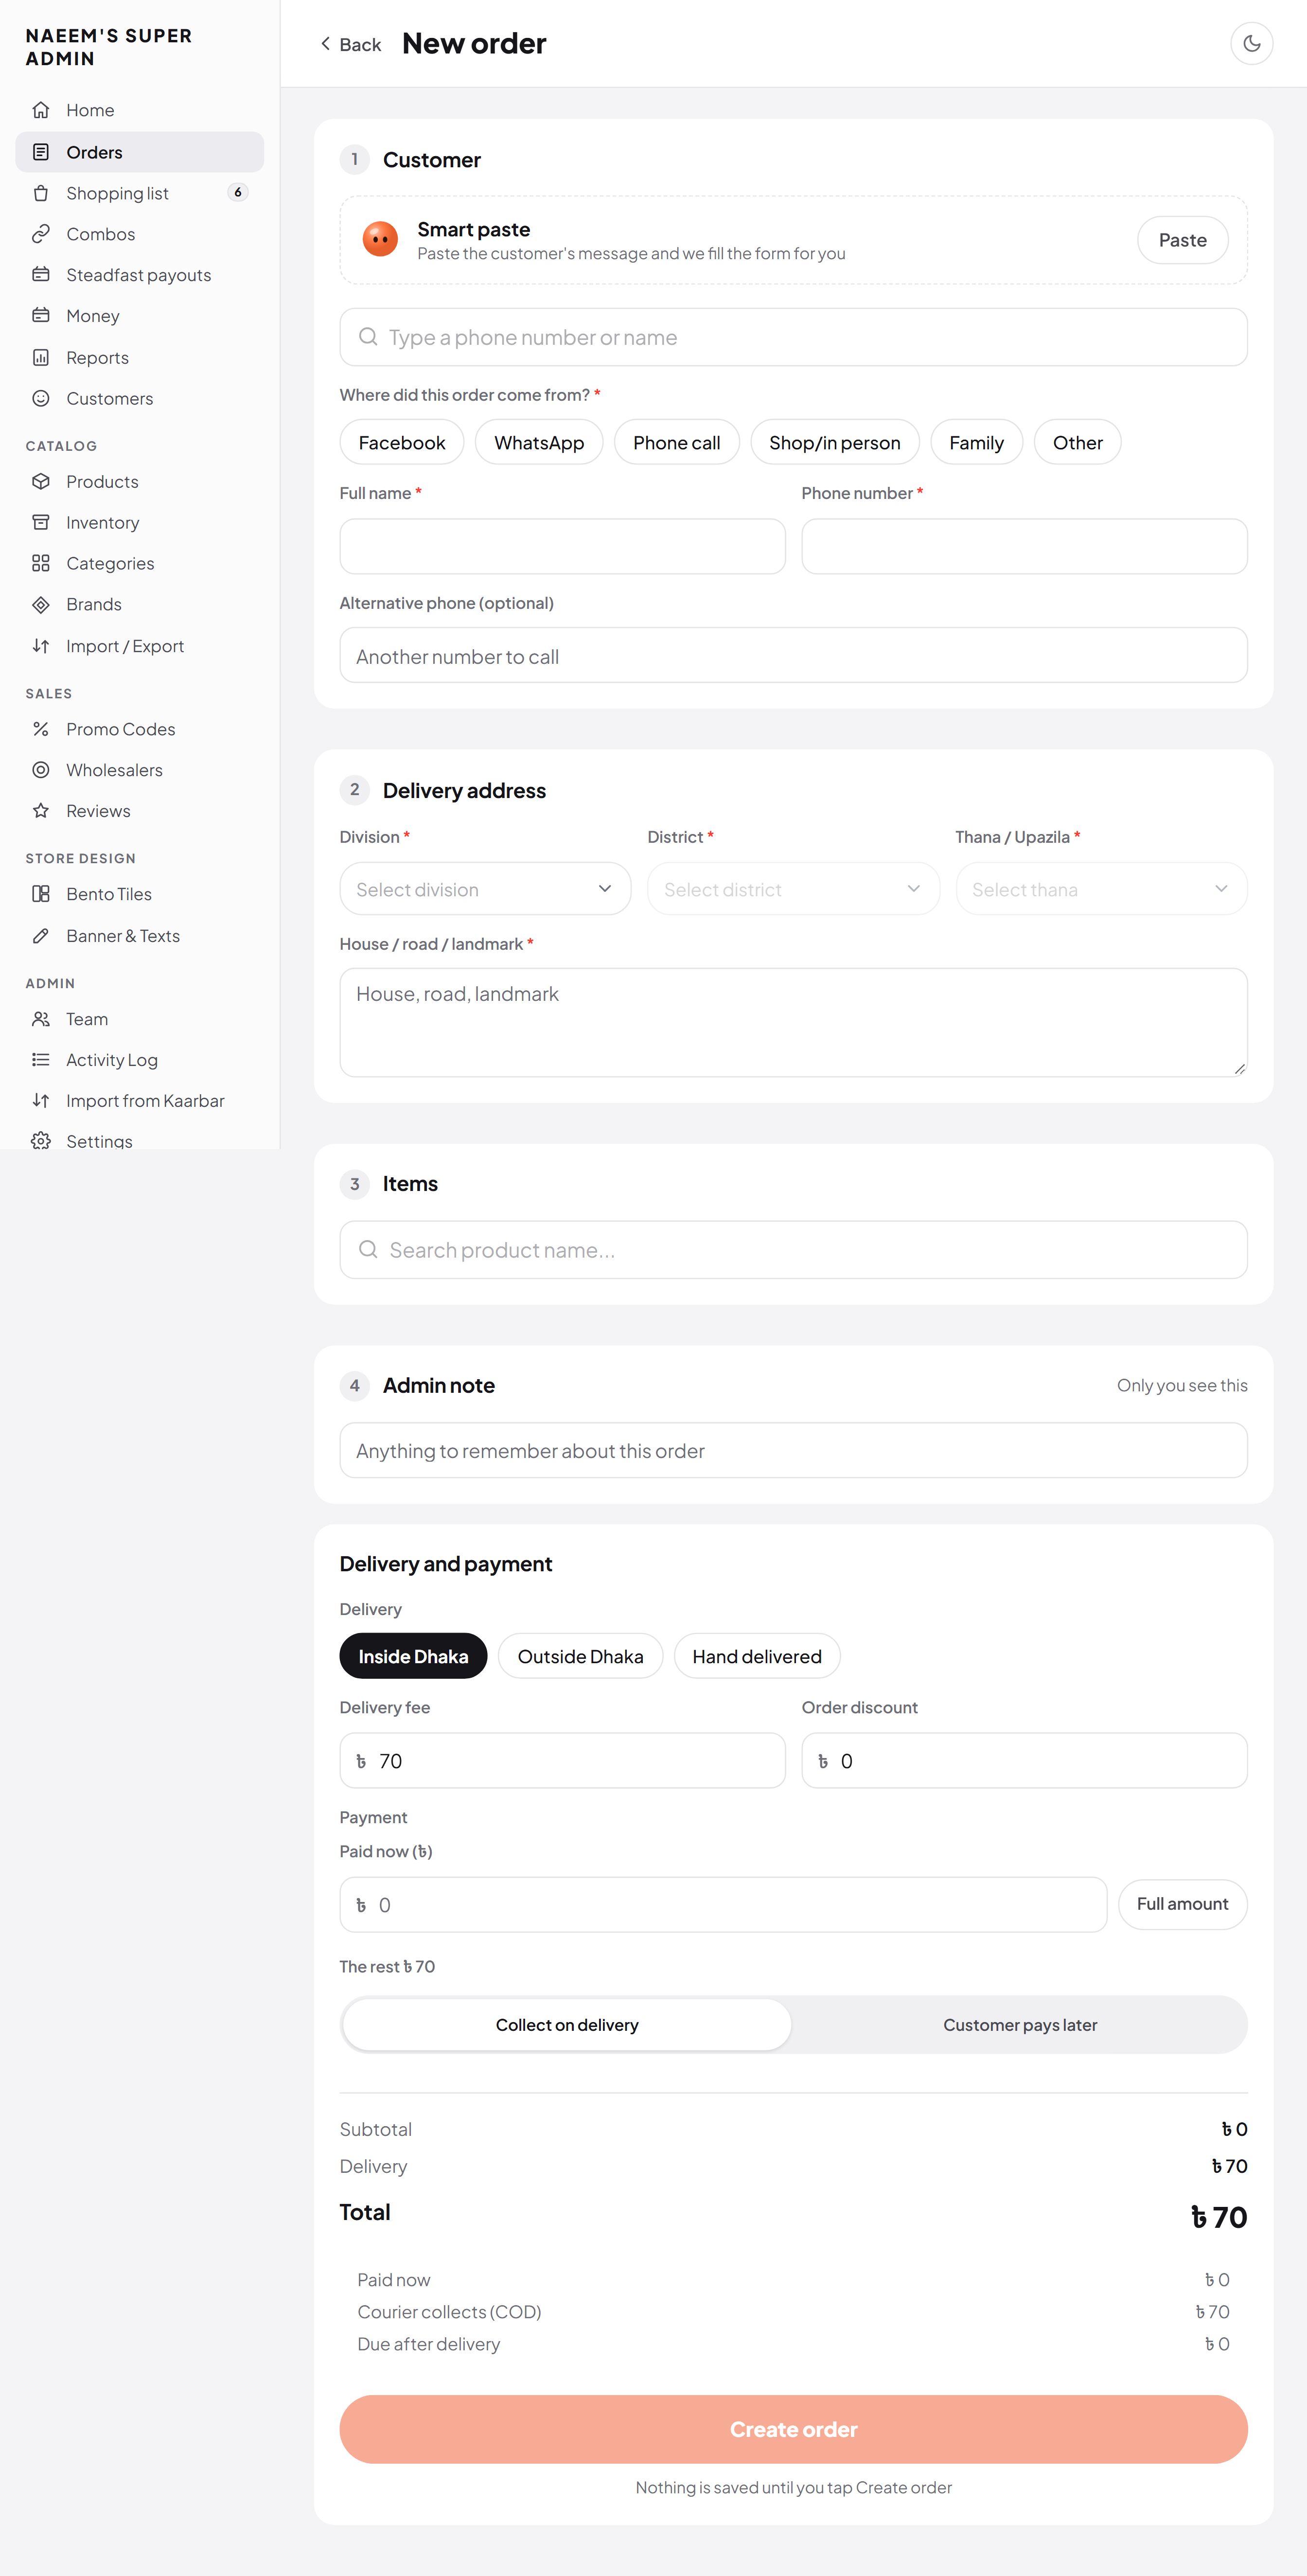 NAEEM'S SUPER
ADMIN
Home
Orders
Shopping list 6
Combos
Steadfast payouts
Money
Reports
Customers
CATALOG
Products
Inventory
Categories
Brands
Import / Export
SALES
Promo Codes
Wholesalers
Reviews
STORE DESIGN
Bento Tiles
Banner & Texts
ADMIN
Team
Activity Log
Import from Kaarbar
Settings
Back New order
1 Customer
Smart paste
Paste the customer's message and we fill the form for you
Paste
Type a phone number or name
Where did this order come from? *
Facebook WhatsApp Phone call Shop/in person Family Other
Full name * Phone number *
Alternative phone (optional)
Another number to call
2 Delivery address
Division * District * Thana / Upazila *
Select division Select district Select thana
House / road / landmark *
House, road, landmark
3 Items
Search product name...
4 Admin note Only you see this
Anything to remember about this order
Delivery and payment
Delivery
Inside Dhaka Outside Dhaka Hand delivered
Delivery fee Order discount
৳ 70 ৳ 0
Payment
Paid now (৳)
৳ 0 Full amount
The rest ৳ 70
Collect on delivery Customer pays later
Subtotal ৳ 0
Delivery ৳ 70
Total ৳ 70
Paid now ৳ 0
Courier collects (COD) ৳ 70
Due after delivery ৳ 0
Create order
Nothing is saved until you tap Create order